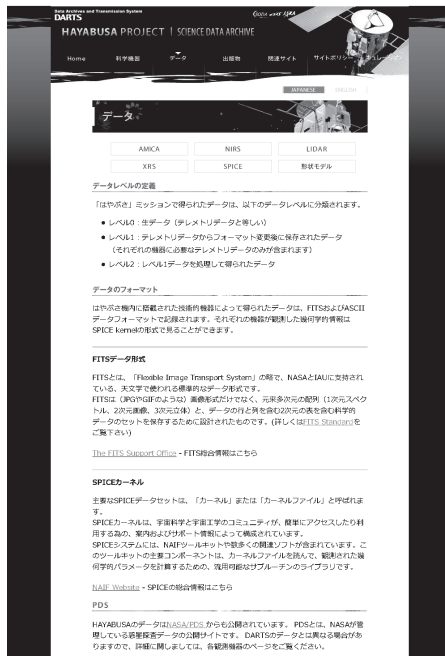 Data Archives and Transmission System
DARTS
HAYABUSA PROJECT | SCIENCE DATA ARCHIVE
Home 科学機器 データ 出版物 関連サイト サイトポリシー
JAPANESE ENGLISH
データ
AMICA NIRS LIDAR
XRS SPICE 形状モデル
データレベルの定義
「はやぶさ」ミッションで得られたデータは、以下のデータレベルに分類されます。
● レベル0：生データ（テレメトリデータと等しい）
● レベル1：テレメトリデータからフォーマット変更後に保存されたデータ
（それぞれの機器に必要なテレメトリデータのみが含まれます）
● レベル2：レベル1データを処理して得られたデータ
データのフォーマット
はやぶさ機内に搭載された技術的機器によって得られたデータは、FITSおよびASCII
データフォーマットで記録されます。それぞれの機器が観測した幾何学的情報は
SPICE kernelの形式で見ることができます。
FITSデータ形式
FITSとは、「Flexible Image Transport System」の略で、NASAとIAUに支持され
ている、天文学で使われる標準的なデータ形式です。
FITSは（JPGやGIFのような）画像形式だけでなく、元来多次元の配列（1次元スペク
トル、2次元画像、3次元立体）と、データの行と列を含む2次元の表を含む科学的
データのセットを保存するために設計されたものです。(詳しくはFITS Standardを
ご覧下さい)
The FITS Support Office - FITS総合情報はこちら
SPICEカーネル
主要なSPICEデータセットは、「カーネル」または「カーネルファイル」と呼ばれま
す。
SPICEカーネルは、宇宙科学と宇宙工学のコミュニティが、簡単にアクセスしたり利
用する為の、案内およびサポート情報によって構成されています。
SPICEシステムには、NAIFツールキットや数多くの関連ソフトが含まれています。こ
のツールキットの主要コンポーネントは、カーネルファイルを読んで、観測された幾
何学的パラメータを計算するための、流用可能なサブルーチンのライブラリです。
NAIF Website - SPICEの総合情報はこちら
PDS
HAYABUSAのデータはNASA/PDS からも公開されています。 PDSとは、NASAが管
理している惑星探査データの公開サイトです。 DARTSのデータとは異なる場合があ
りますので、詳細に関しましては、各観測機器のページをご覧ください。